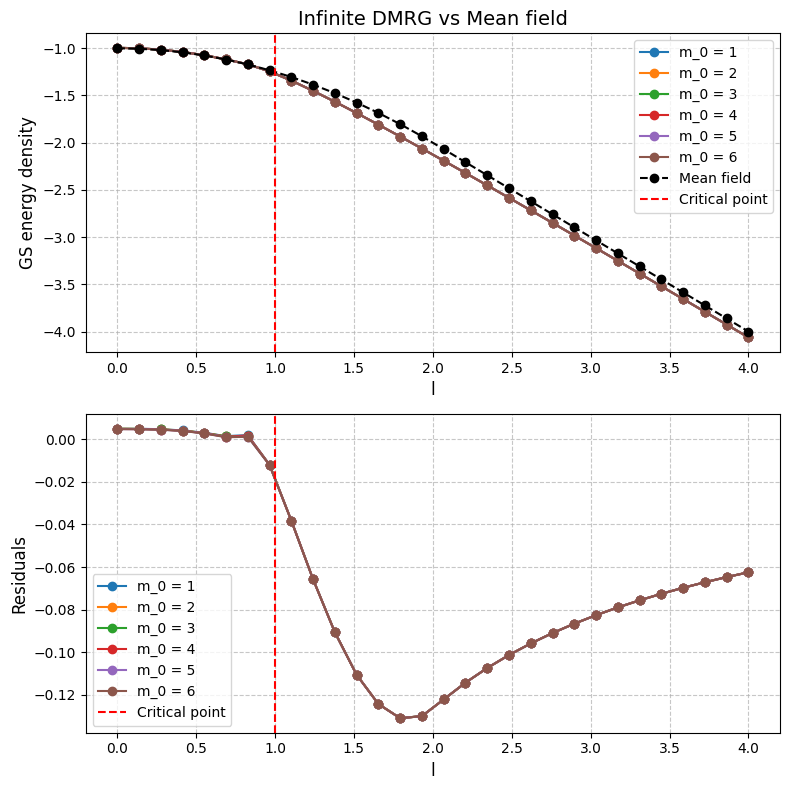 Infinite DMRG vs Mean field
GS energy density
−1.0
−1.5
−2.0
−2.5
−3.0
−3.5
−4.0
m_0 = 1
m_0 = 2
m_0 = 3
m_0 = 4
m_0 = 5
m_0 = 6
Mean field
Critical point
0.0 0.5 1.0 1.5 2.0 2.5 3.0 3.5 4.0
l
Residuals
0.00
−0.02
−0.04
−0.06
−0.08
−0.10
−0.12
m_0 = 1
m_0 = 2
m_0 = 3
m_0 = 4
m_0 = 5
m_0 = 6
Critical point
0.0 0.5 1.0 1.5 2.0 2.5 3.0 3.5 4.0
l